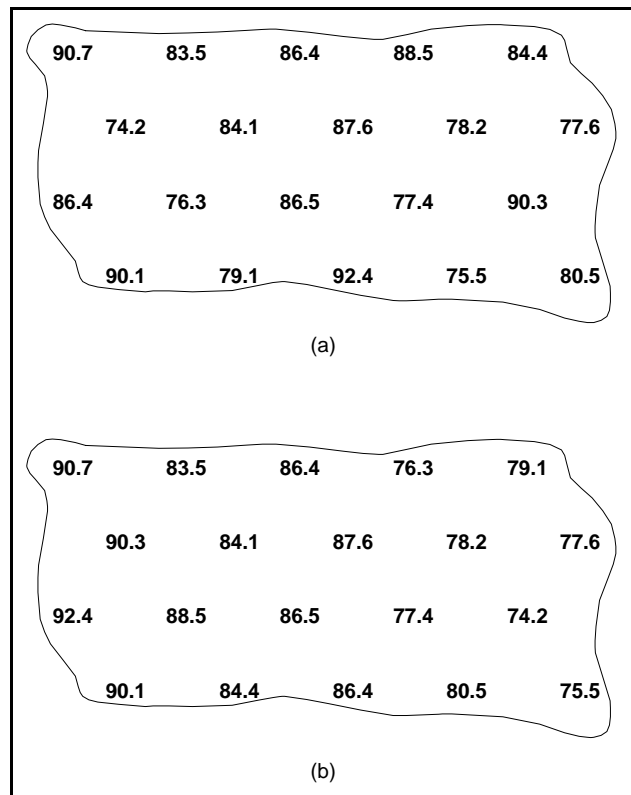 90.7 83.5 86.4 88.5 84.4
74.2 84.1 87.6 78.2 77.6
86.4 76.3 86.5 77.4 90.3
90.1 79.1 92.4 75.5 80.5
(a)
90.7 83.5 86.4 76.3 79.1
90.3 84.1 87.6 78.2 77.6
92.4 88.5 86.5 77.4 74.2
90.1 84.4 86.4 80.5 75.5
(b)